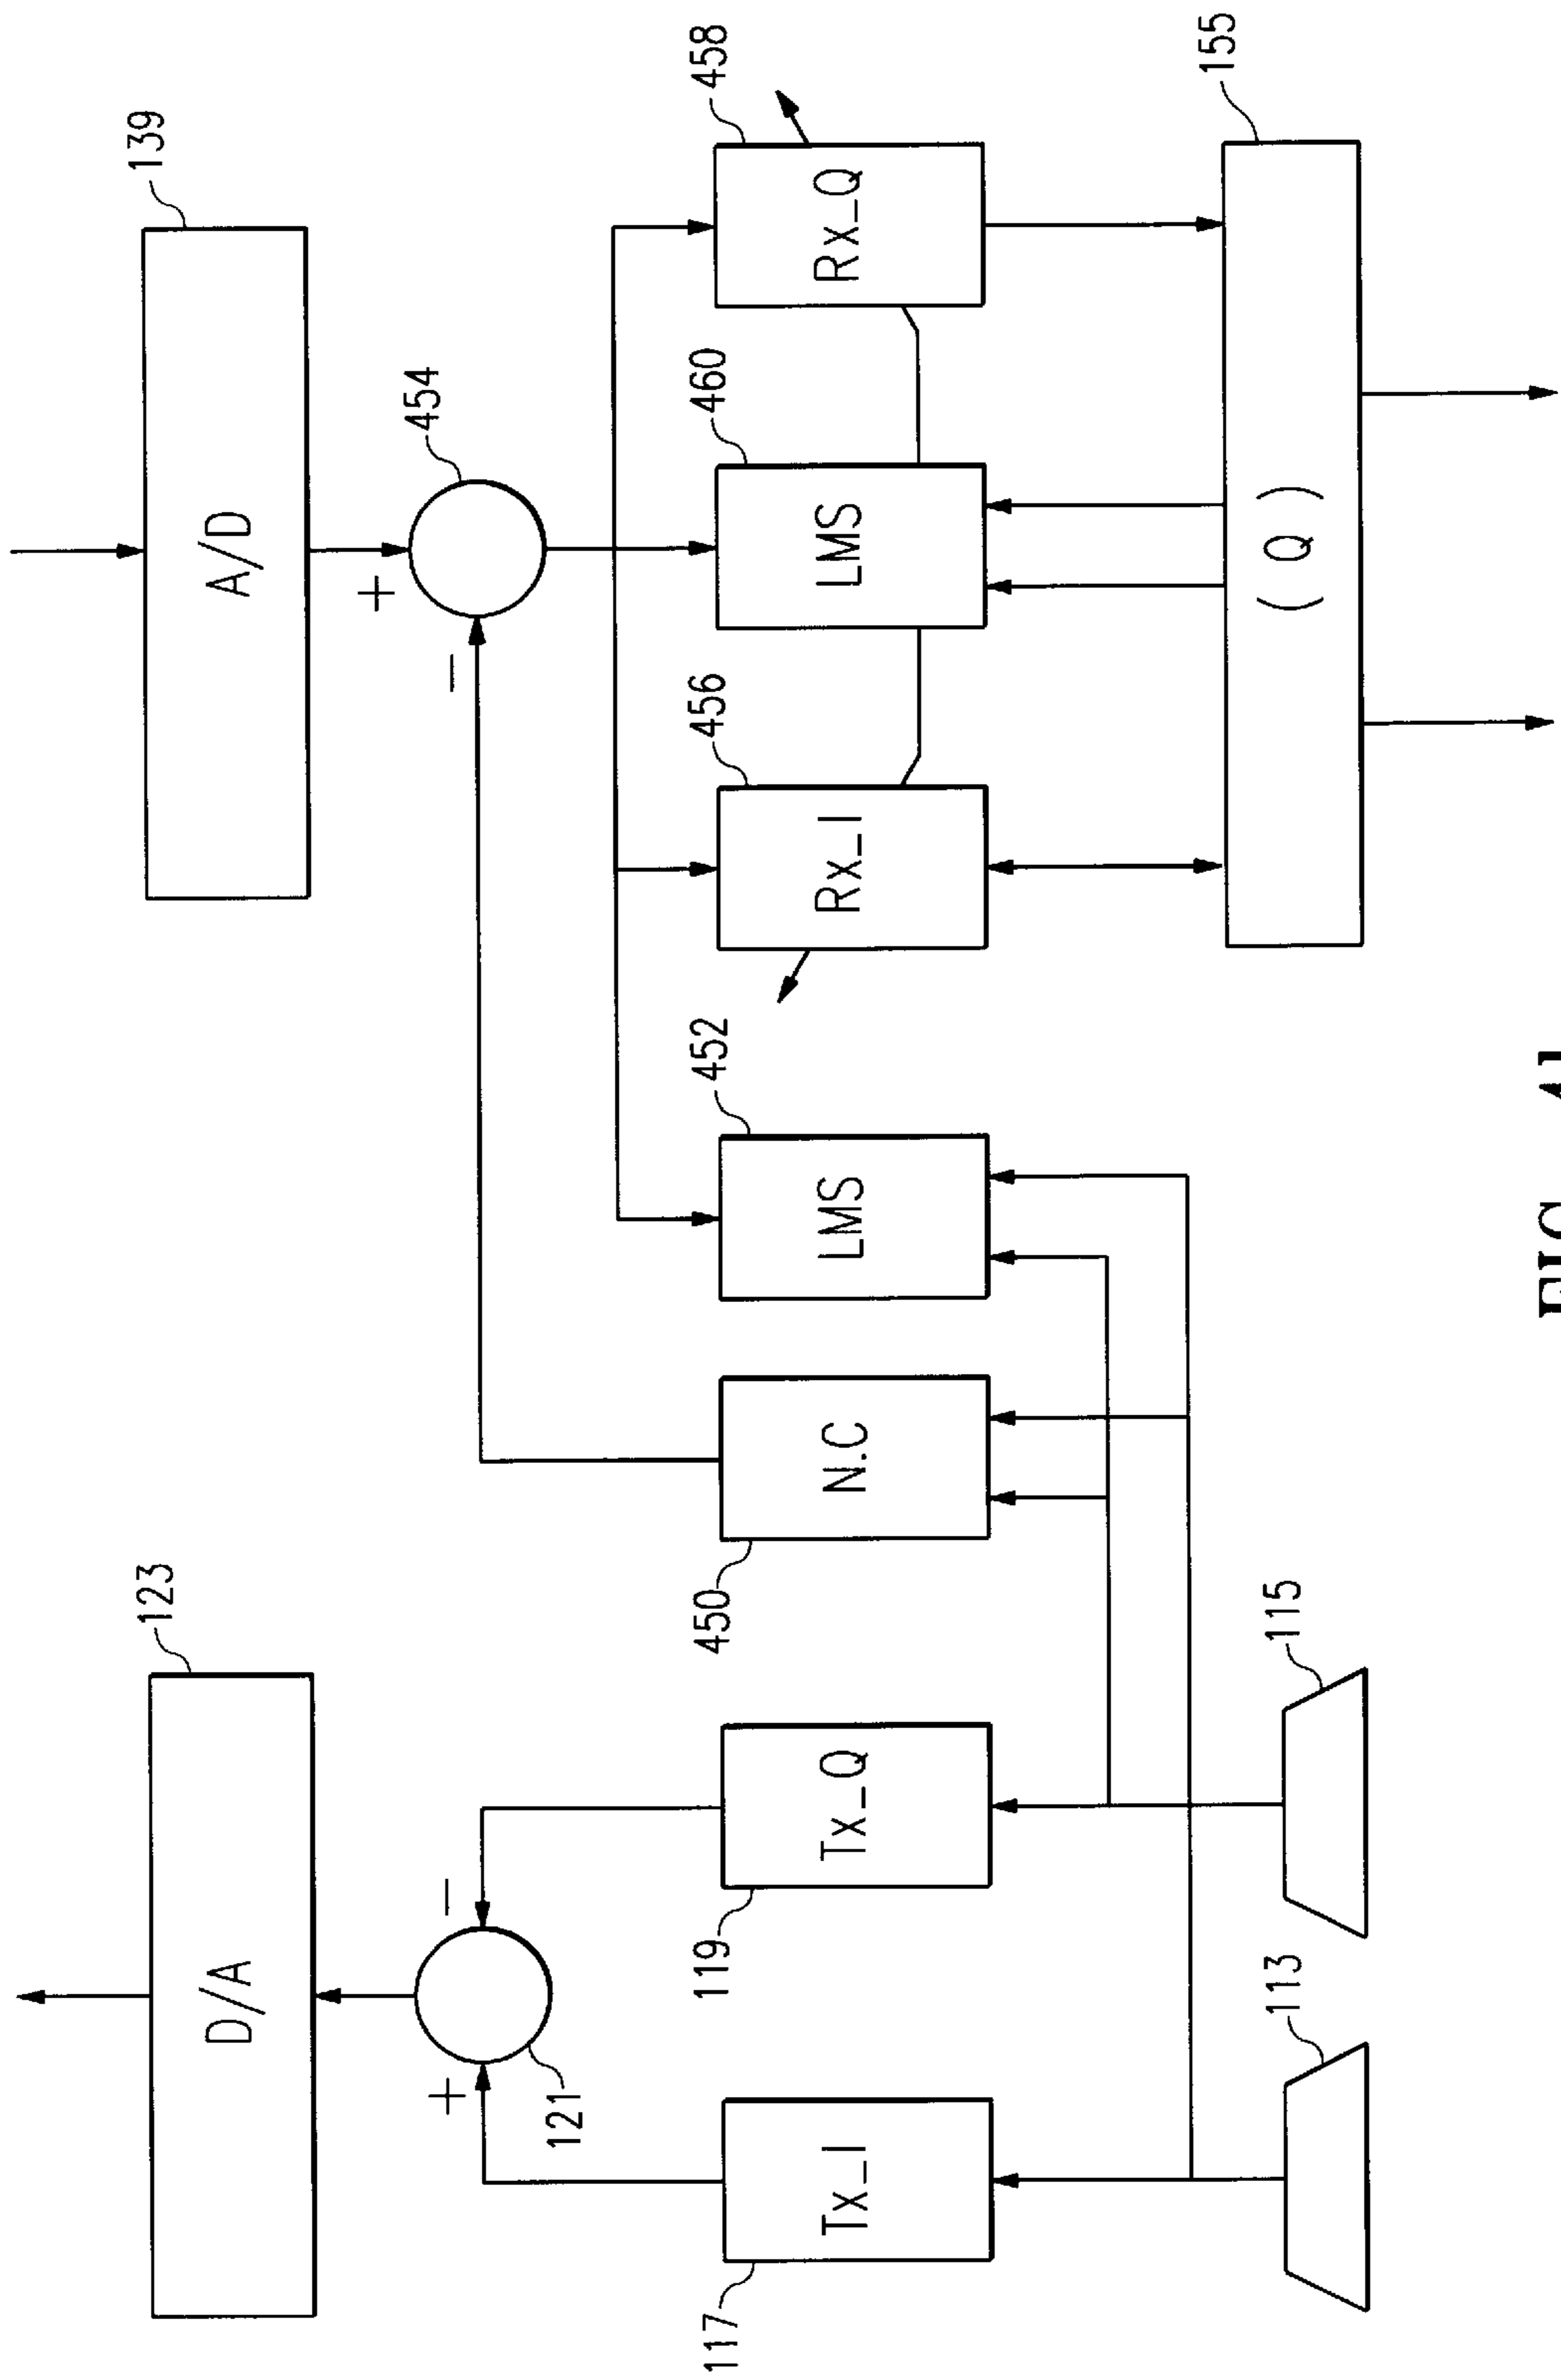 123
D/A
139
A/D
+
−
121
+
−
454
117
Tx_I
119
Tx_Q
450
N.C
452
LMS
456
Rx_I
460
LMS
458
Rx_Q
113
115
155
( Q )